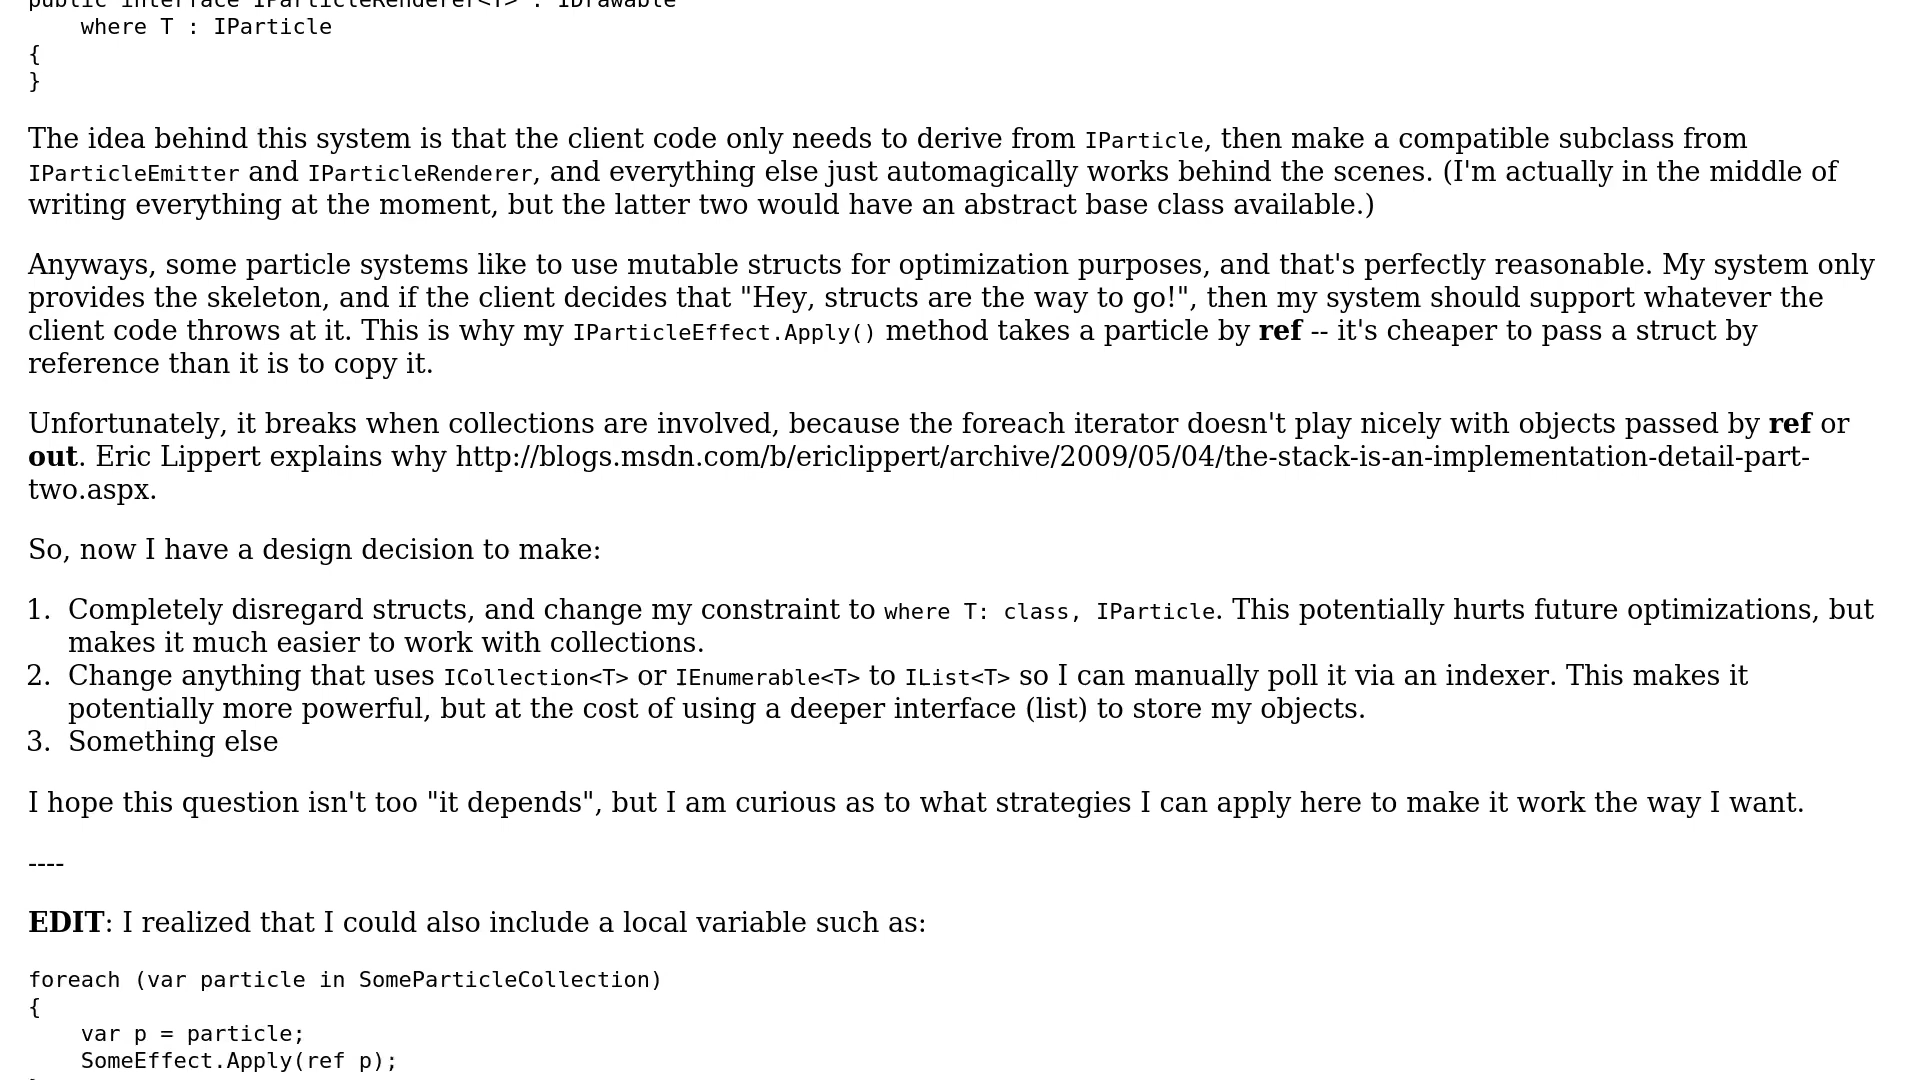 public interface IParticleRenderer<T> : IDrawable
    where T : IParticle
{
}
The idea behind this system is that the client code only needs to derive from IParticle, then make a compatible subclass from
IParticleEmitter and IParticleRenderer, and everything else just automagically works behind the scenes. (I'm actually in the middle of
writing everything at the moment, but the latter two would have an abstract base class available.)
Anyways, some particle systems like to use mutable structs for optimization purposes, and that's perfectly reasonable. My system only
provides the skeleton, and if the client decides that "Hey, structs are the way to go!", then my system should support whatever the
client code throws at it. This is why my IParticleEffect.Apply() method takes a particle by ref -- it's cheaper to pass a struct by
reference than it is to copy it.
Unfortunately, it breaks when collections are involved, because the foreach iterator doesn't play nicely with objects passed by ref or
out. Eric Lippert explains why http://blogs.msdn.com/b/ericlippert/archive/2009/05/04/the-stack-is-an-implementation-detail-part-
two.aspx.
So, now I have a design decision to make:
1. Completely disregard structs, and change my constraint to where T: class, IParticle. This potentially hurts future optimizations, but
makes it much easier to work with collections.
2. Change anything that uses ICollection<T> or IEnumerable<T> to IList<T> so I can manually poll it via an indexer. This makes it
potentially more powerful, but at the cost of using a deeper interface (list) to store my objects.
3. Something else
I hope this question isn't too "it depends", but I am curious as to what strategies I can apply here to make it work the way I want.
----
EDIT: I realized that I could also include a local variable such as:
foreach (var particle in SomeParticleCollection)
{
    var p = particle;
    SomeEffect.Apply(ref p);